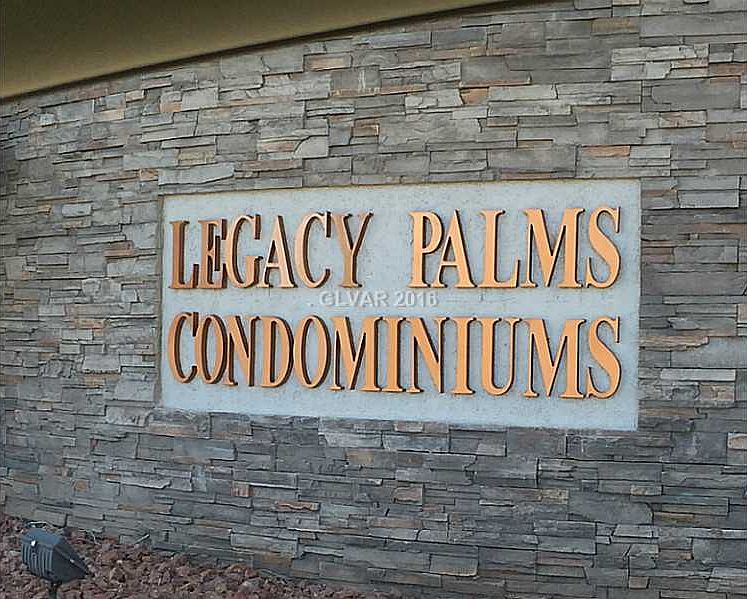 LEGACY PALMS
GLVAR 2016
CONDOMINIUMS